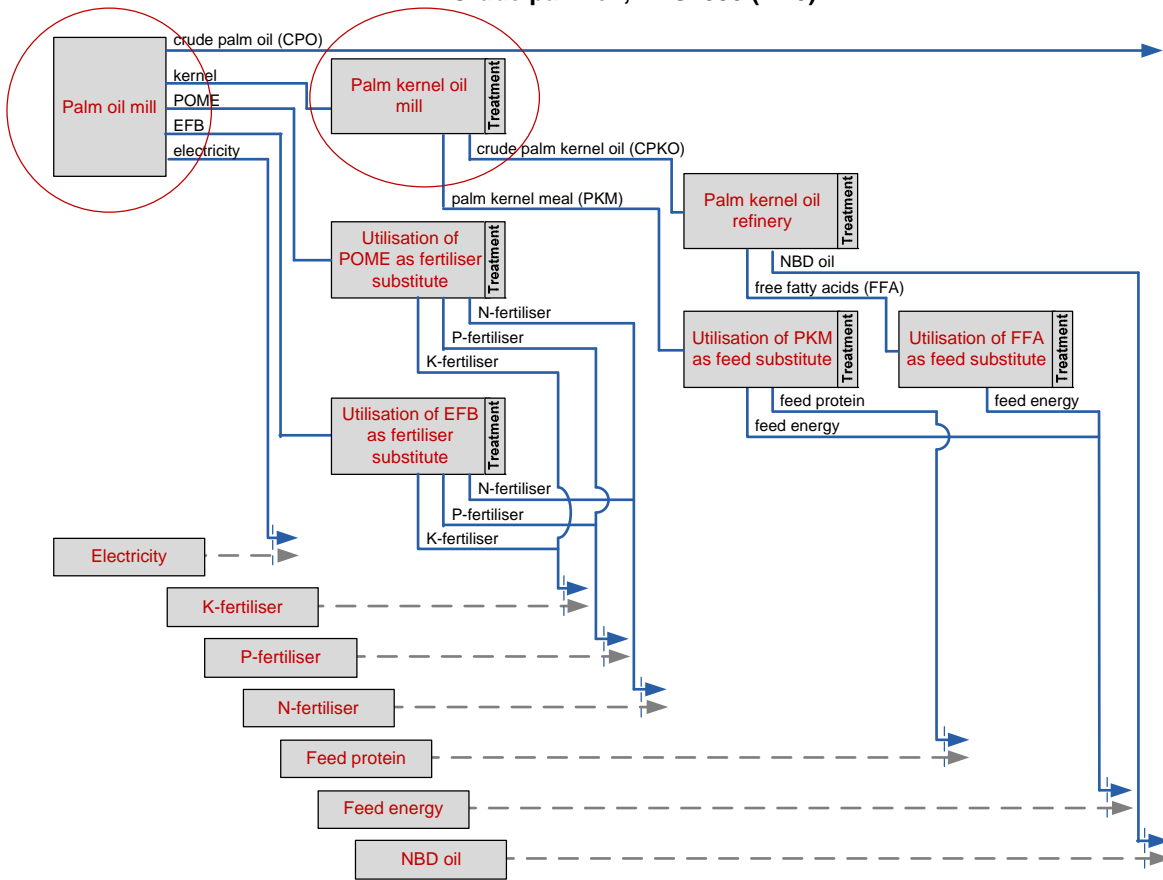 crude palm oil (CPO)
kernel
POME
EFB
electricity
Palm oil mill
Palm kernel oil
mill
Treatment
crude palm kernel oil (CPKO)
palm kernel meal (PKM)
Palm kernel oil
refinery
Treatment
NBD oil
free fatty acids (FFA)
Utilisation of
POME as fertiliser
substitute
Treatment
N-fertiliser
P-fertiliser
K-fertiliser
Utilisation of PKM
as feed substitute
Treatment
Utilisation of FFA
as feed substitute
Treatment
feed protein
feed energy
feed energy
Utilisation of EFB
as fertiliser
substitute
Treatment
N-fertiliser
P-fertiliser
K-fertiliser
Electricity
K-fertiliser
P-fertiliser
N-fertiliser
Feed protein
Feed energy
NBD oil